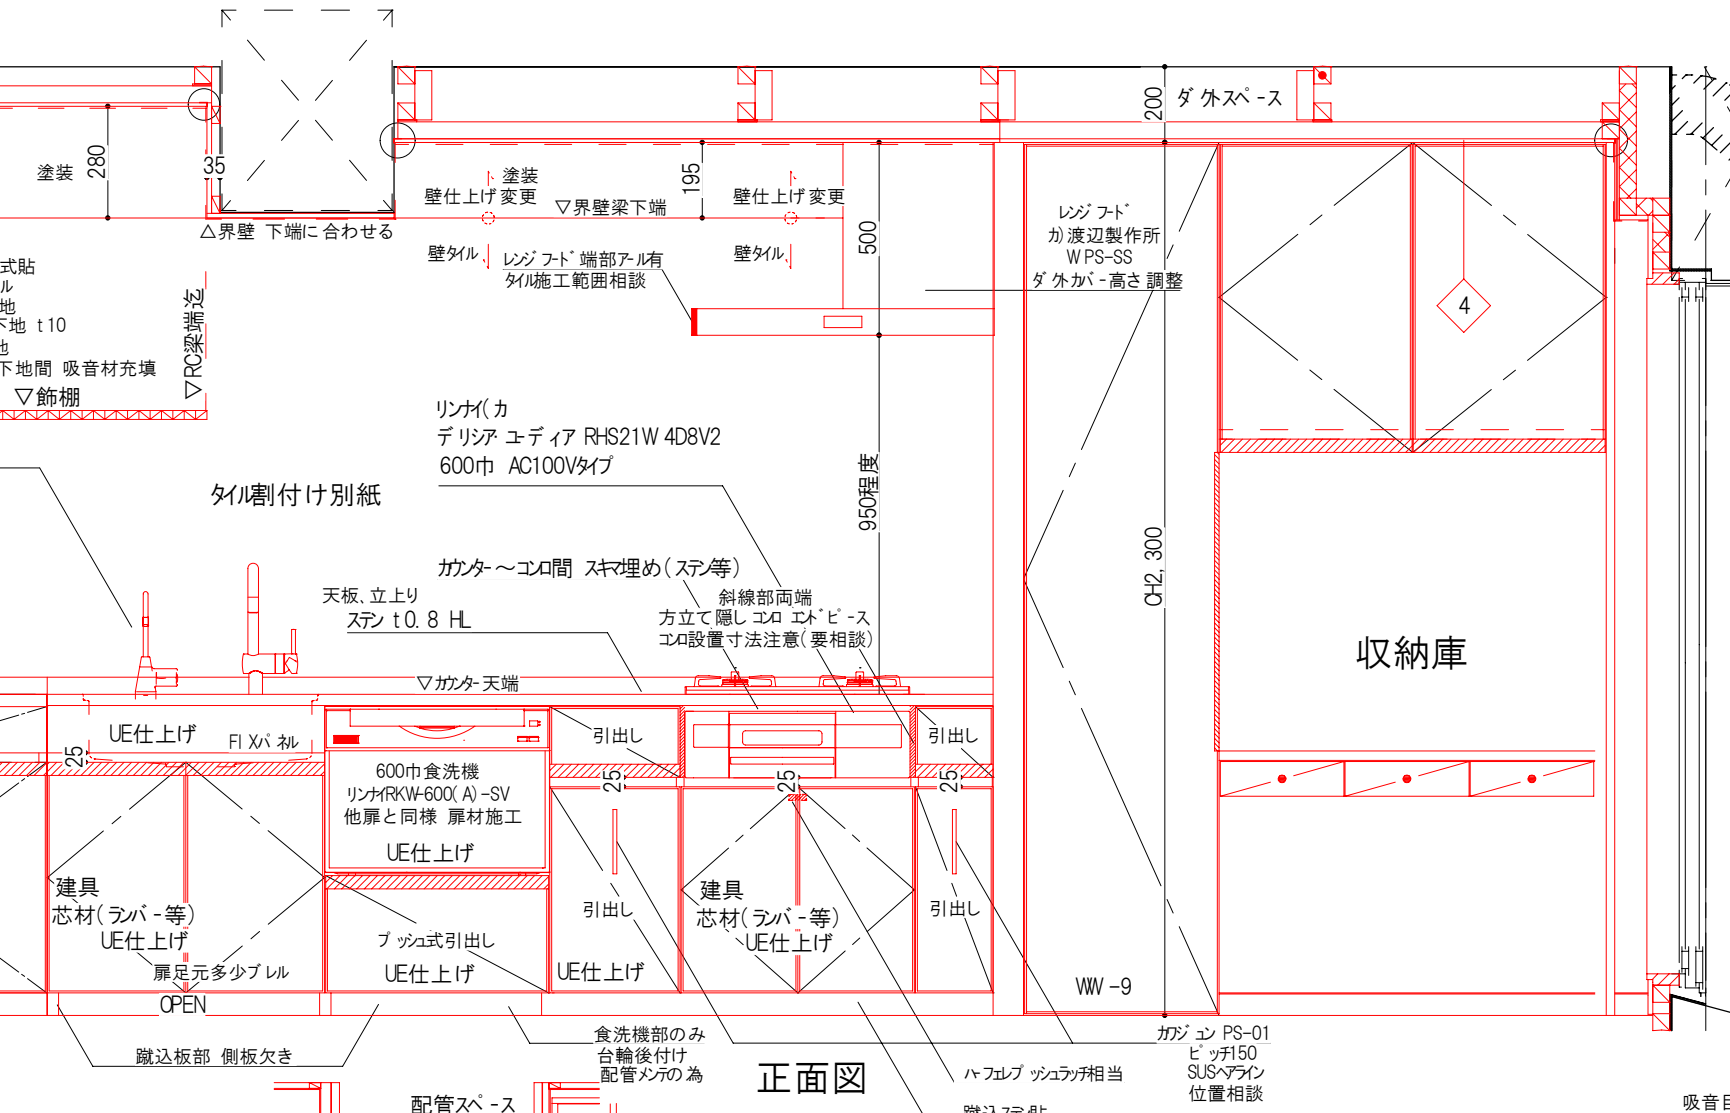 ダクトスペース
200
塗装
280
35
塗装
壁仕上げ変更
195
壁仕上げ変更
▽界壁梁下端
△界壁 下端に合わせる
500
レンジフード
㈱渡辺製作所
WPS-SS
ダクトカバー高さ調整
壁タイル
レンジフード端部アール有
タイル施工範囲相談
壁タイル
4
式貼
ル
地
下地 t10
地
下地間 吸音材充填
▽飾棚
▽RC梁端迄
リンナイ㈱
デリシア ユーディア RHS21W4D8V2
600巾 AC100Vタイプ
950程度
タイル割付け別紙
CH2,300
カウンター～コンロ間 スキマ埋め(ステン等)
天板、立上り
ステン t0.8 HL
斜線部両端
方立て隠し コンロエンドピース
コンロ設置寸法注意(要相談)
収納庫
▽カウンター天端
UE仕上げ
FIXパネル
25
引出し
引出し
600巾食洗機
リンナイRKW-600(A)-SV
他扉と同様 扉材施工
UE仕上げ
25
25
25
建具
芯材(ランバー等)
UE仕上げ
扉足元多少ブレル
OPEN
プッシュ式引出し
UE仕上げ
引出し
UE仕上げ
建具
芯材(ランバー等)
UE仕上げ
引出し
WW-9
蹴込板部 側板欠き
食洗機部のみ
台輪後付け
配管メンテの為
正面図
ハーフェレプッシュラッチ相当
カワジュン PS-01
ピッチ150
SUSヘアライン
位置相談
配管スペース
蹴込ステン貼
吸音